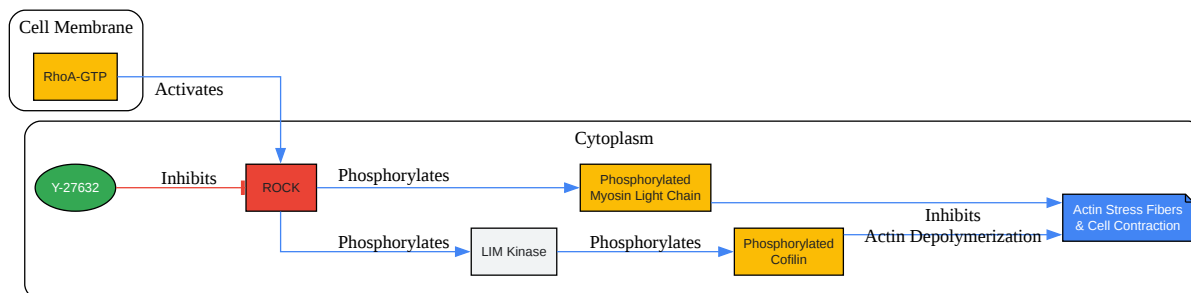 Cell Membrane
RhoA-GTP
Activates
Cytoplasm
Y-27632
Inhibits
ROCK
Phosphorylates
Phosphorylated
Myosin Light Chain
Actin Stress Fibers
& Cell Contraction
Phosphorylates
LIM Kinase
Phosphorylates
Phosphorylated
Cofilin
Inhibits
Actin Depolymerization